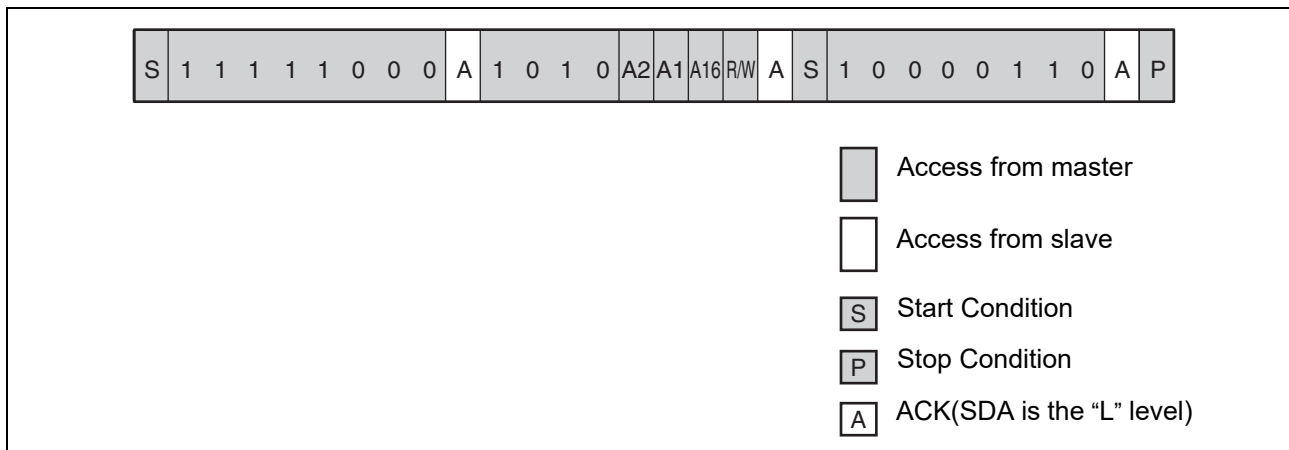 S 1 1 1 1 1 0 0 0 A 1 0 1 0 A2 A1 A16 R/W A S 1 0 0 0 0 1 1 0 A P
Access from master
Access from slave
S Start Condition
P Stop Condition
A ACK(SDA is the “L” level)